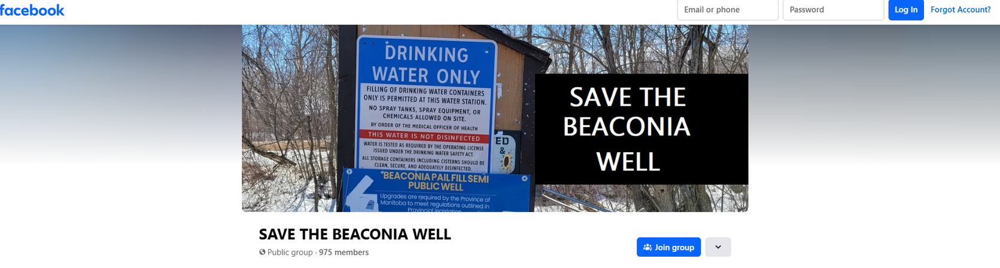 facebook
Email or phone
Password
Log In
Forgot Account?
DRINKING
WATER ONLY
FILLING OF DRINKING WATER CONTAINERS
ONLY IS PERMITTED AT THIS WATER STATION.
NO SPRAY TANKS, SPRAY EQUIPMENT, OR
CHEMICALS ALLOWED ON SITE.
BY ORDER OF THE MEDICAL OFFICER OF HEALTH
THIS WATER IS NOT DISINFECTED
WATER IS TESTED AS REQUIRED BY THE OPERATING LICENSE
ISSUED UNDER THE DRINKING WATER SAFETY ACT.
ALL STORAGE CONTAINERS INCLUDING CISTERNS SHOULD BE
CLEAN, SECURE, AND ADEQUATELY DISINFECTED.
ED
&
BEACONIA PAIL FILL SEMI
PUBLIC WELL
Upgrades are required by the Province of
Manitoba to meet regulations outlined in
Provincial legislation
SAVE THE
BEACONIA
WELL
SAVE THE BEACONIA WELL
Public group · 975 members
Join group